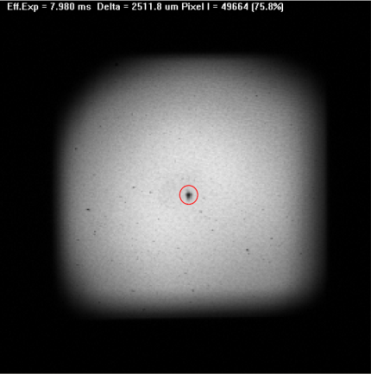 Eff.Exp = 7.980 ms Delta = 2511.8 um Pixel I = 49664 (75.8%)